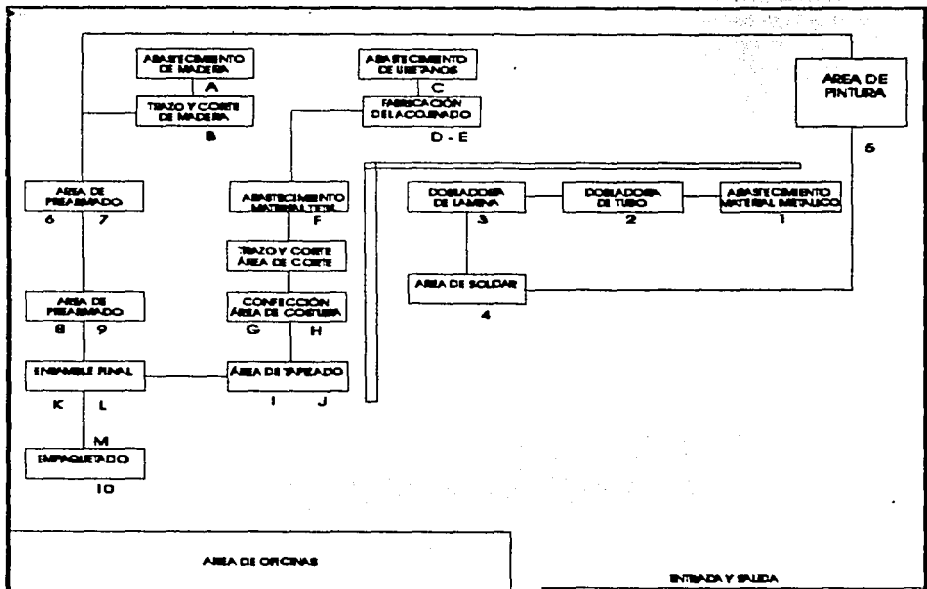 ABASTECIMIENTO
DE MADERA
A
TRAZO Y CORTE
DE MADERA
B
ABASTECIMIENTO
DE URETANOS
C
FABRICACIÓN
DEL ACOJINADO
D - E
AREA DE
PINTURA
5
AREA DE
PREARMADO
6 7
ABASTECIMIENTO
MATERIAL TEXTIL
F
DOBLADORA
DE LAMINA
3
DOBLADORA
DE TUBO
2
ABASTECIMIENTO
MATERIAL METALICO
1
TRAZO Y CORTE
ÁREA DE CORTE
AREA DE SOLDAR
4
AREA DE
PREARMADO
8 9
CONFECCIÓN
ÁREA DE COSTURA
G H
ENSAMBLE FINAL
K L
ÁREA DE TAPIZADO
I J
M
EMPAQUETADO
10
AREA DE OFICINAS
ENTRADA Y SALIDA